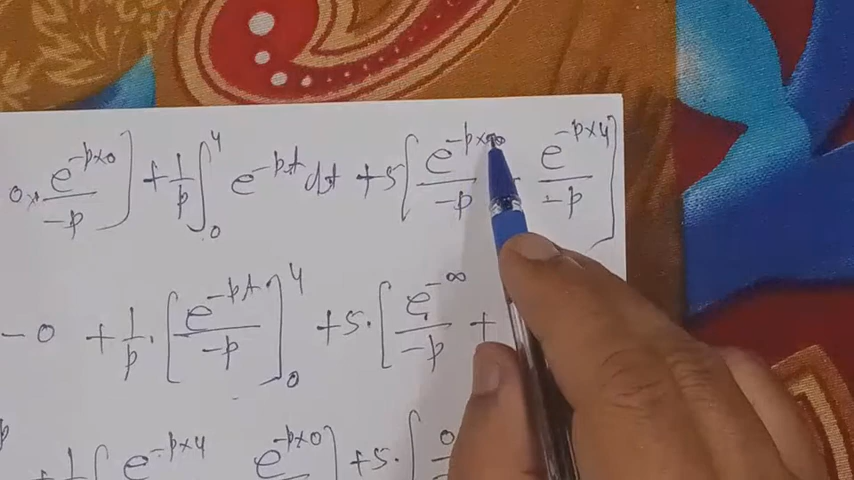 0 × e^{-p×0}/-p ] + 1/p ∫_0^4 e^{-pt} dt + 5 [ e^{-p×∞}/-p - e^{-p×4}/-p ]
- 0 + 1/p · [ e^{-pt}/-p ]_0^4 + 5 · [ e^{-∞}/-p +
+ 1/p [ e^{-p×4} e^{-p×0} ] + 5 · [ 0